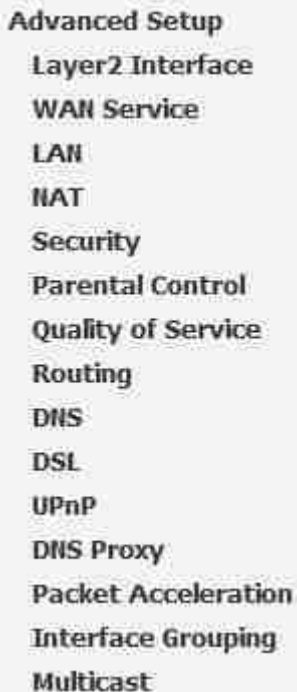 Advanced Setup
Layer2 Interface
WAN Service
LAN
NAT
Security
Parental Control
Quality of Service
Routing
DNS
DSL
UPnP
DNS Proxy
Packet Acceleration
Interface Grouping
Multicast